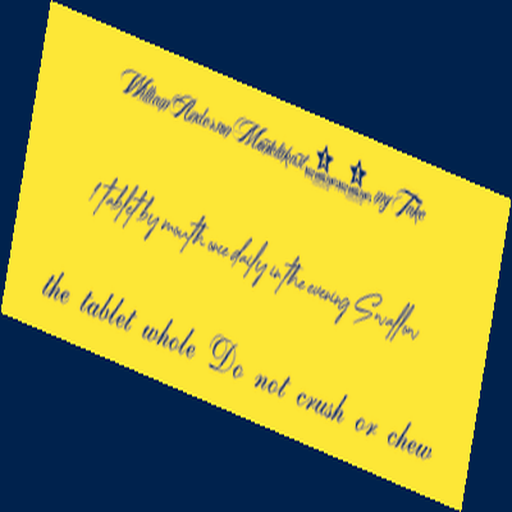 William Anderson Montelukast mg Take
1 tablet by mouth once daily in the evening Swallow
the tablet whole Do not crush or chew